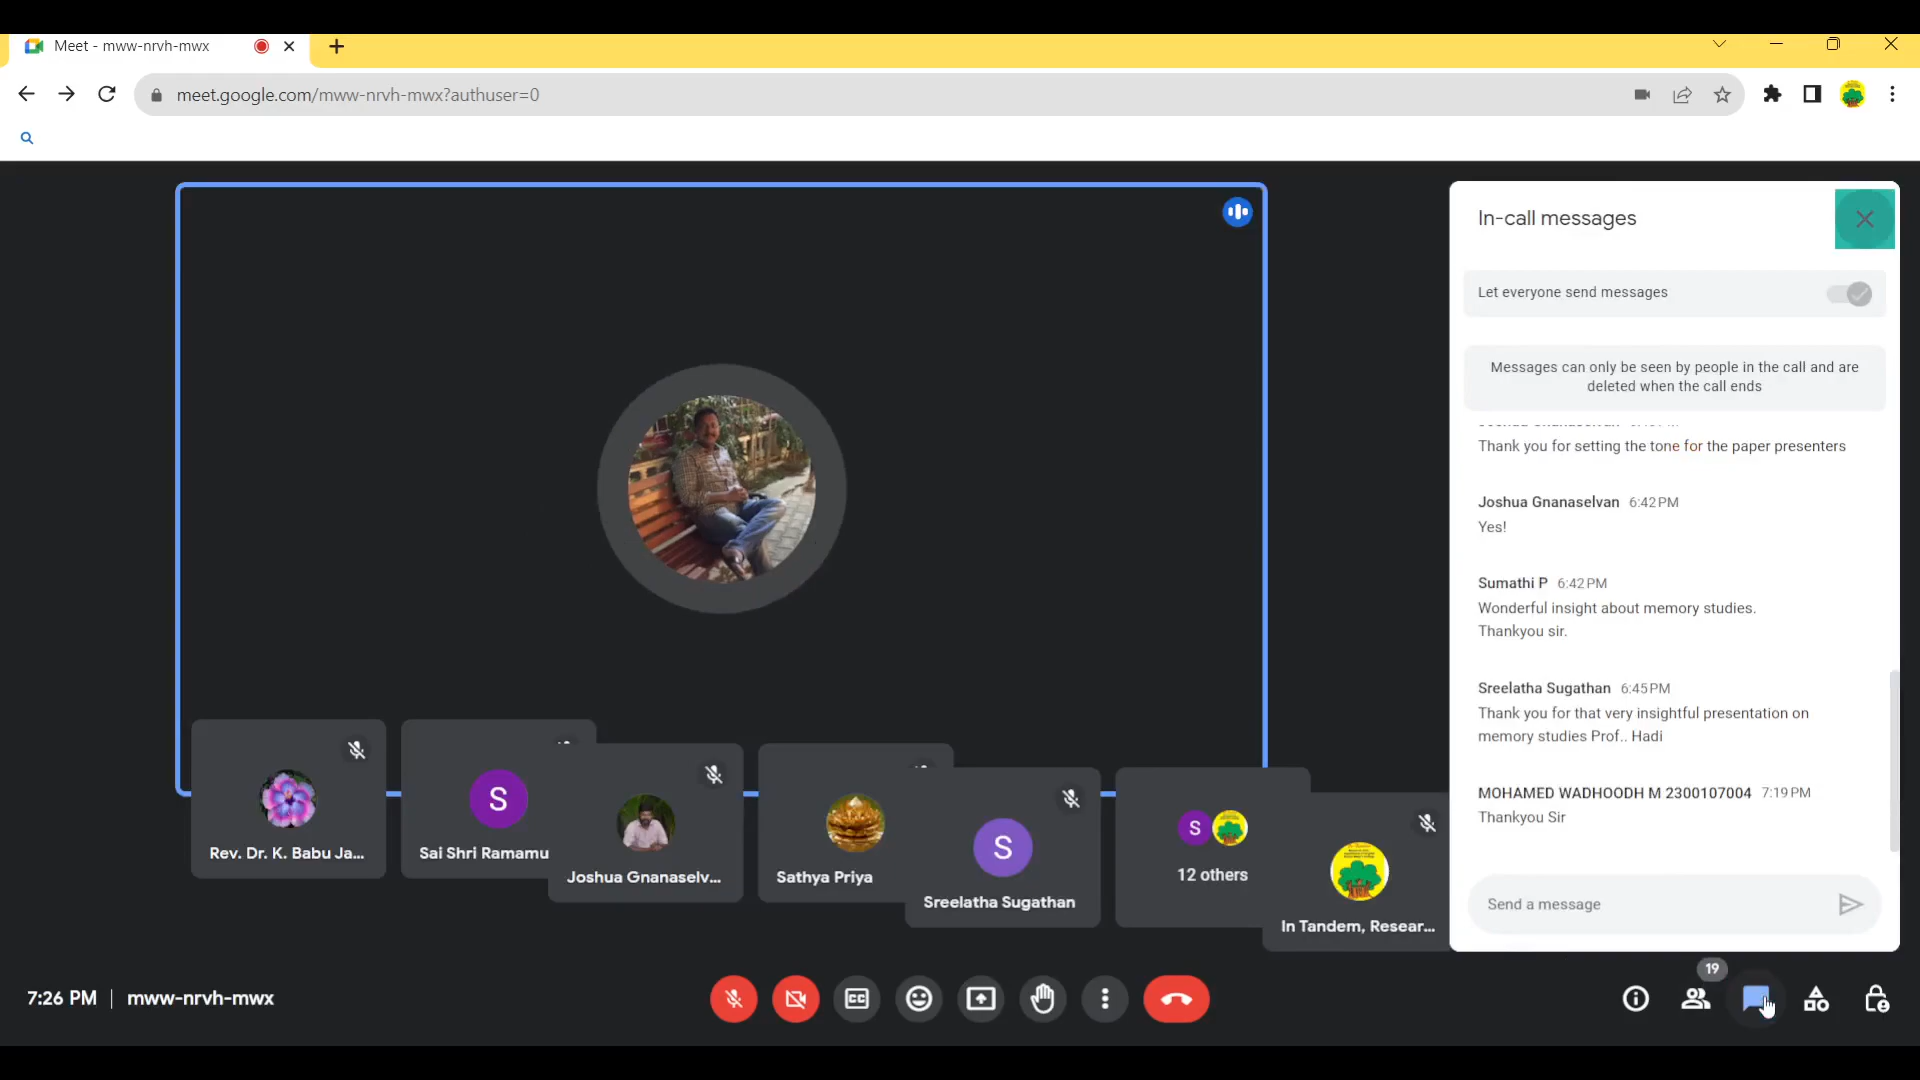 Meet - mww-nrvh-mwx
meet.google.com/mww-nrvh-mwx?authuser=0
In-call messages
Let everyone send messages
Messages can only be seen by people in the call and are
deleted when the call ends
Thank you for setting the tone for the paper presenters
Joshua Gnanaselvan 6:42 PM
Yes!
Sumathi P 6:42 PM
Wonderful insight about memory studies.
Thankyou sir.
Sreelatha Sugathan 6:45 PM
Thank you for that very insightful presentation on
memory studies Prof.. Hadi
MOHAMED WADHOODH M 2300107004 7:19 PM
Thankyou Sir
Send a message
Rev. Dr. K. Babu Ja...
S
Sai Shri Ramamu
Joshua Gnanaselv...
Sathya Priya
S
Sreelatha Sugathan
S
12 others
In Tandem, Resear...
7:26 PM | mww-nrvh-mwx
CC
19